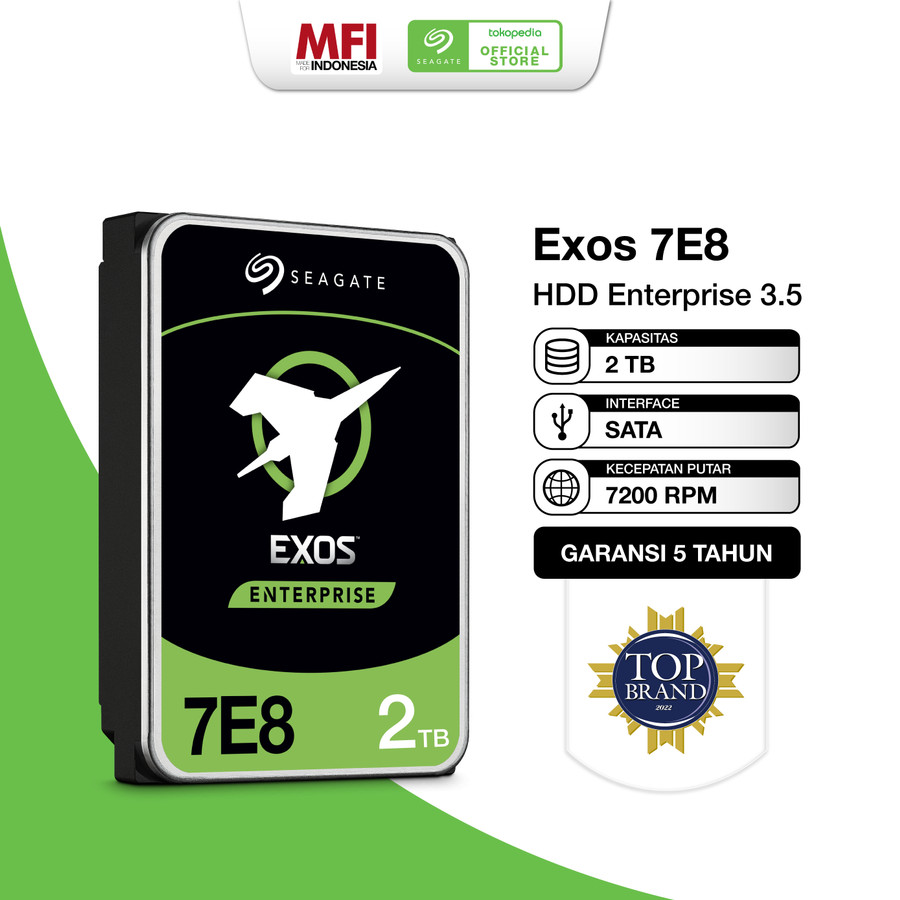 MFI
MADE FOR INDONESIA
SEAGATE
tokopedia
OFFICIAL
STORE
SEAGATE
EXOS™
ENTERPRISE
7E8
2TB
Exos 7E8
HDD Enterprise 3.5
KAPASITAS
2 TB
INTERFACE
SATA
KECEPATAN PUTAR
7200 RPM
GARANSI 5 TAHUN
TOP
BRAND
2022